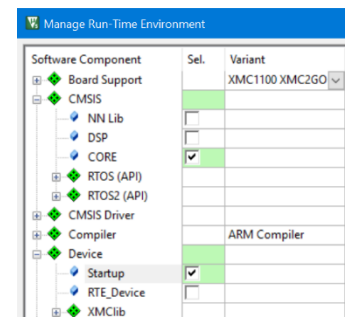 Manage Run-Time Environment
Software Component Sel. Variant
Board Support XMC1100 XMC2GO
CMSIS
NN Lib
DSP
CORE
RTOS (API)
RTOS2 (API)
CMSIS Driver
Compiler ARM Compiler
Device
Startup
RTE_Device
XMClib